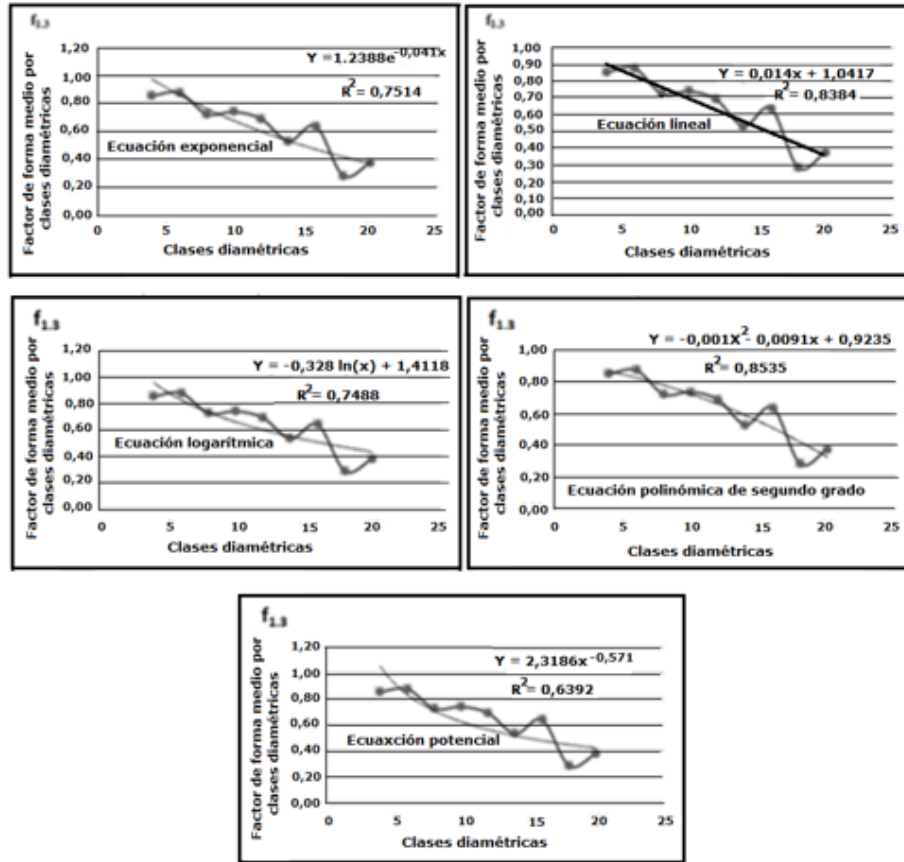 f1.3
Factor de forma medio por
clases diamétricas
1,20
1,00
0,80
0,60
0,40
0,20
0,00
Y =1.2388e-0,041x
R2 = 0,7514
Ecuación exponencial
0 5 10 15 20 25
Clases diamétricas
f1.3
Factor de forma medio por
clases diamétricas
1,00
0,90
0,80
0,70
0,60
0,50
0,40
0,30
0,20
0,10
0,00
Y = 0,014x + 1,0417
R2 = 0,8384
Ecuación lineal
0 5 10 15 20 25
Clases diamétricas
f1.3
Factor de forma medio por
clases diamétricas
1,20
1,00
0,80
0,60
0,40
0,20
0,00
Y = -0,328 ln(x) + 1,4118
R2 = 0,7488
Ecuación logarítmica
0 5 10 15 20 25
Clases diamétricas
f1.3
Factor de forma medio por
clases diamétricas
1,00
0,80
0,60
0,40
0,20
0,00
Y = -0,001X2- 0,0091x + 0,9235
R2 = 0,8535
Ecuación polinómica de segundo grado
0 5 10 15 20 25
Clases diamétricas
f1.3
Factor de forma medio por
clases diamétricas
1,20
1,00
0,80
0,60
0,40
0,20
0,00
Y = 2,3186x-0,571
R2= 0,6392
Ecuaxción potencial
0 5 10 15 20 25
Clases diamétricas